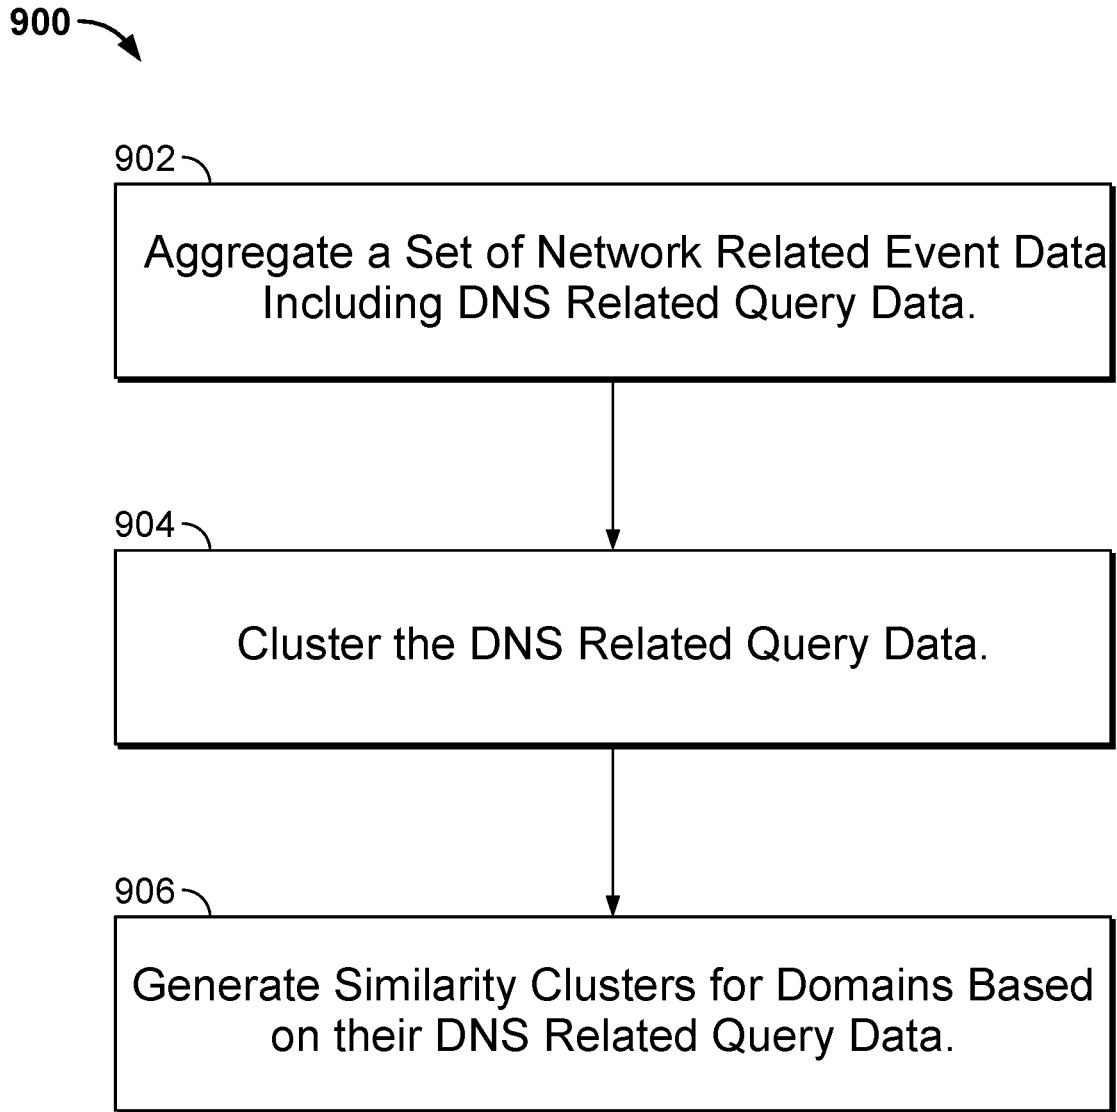 900
902
Aggregate a Set of Network Related Event Data
Including DNS Related Query Data.
904
Cluster the DNS Related Query Data.
906
Generate Similarity Clusters for Domains Based
on their DNS Related Query Data.